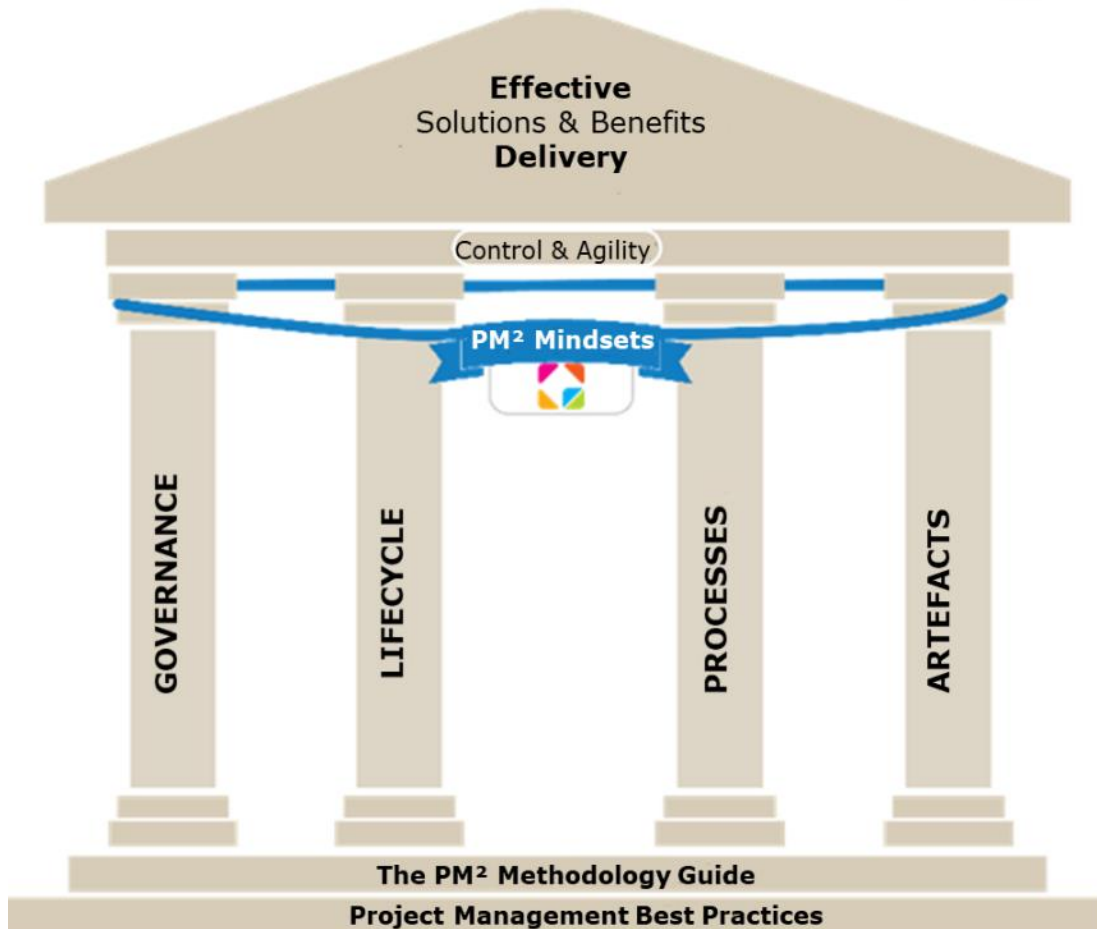 Effective
Solutions & Benefits
Delivery
Control & Agility
PM² Mindsets
GOVERNANCE
LIFECYCLE
PROCESSES
ARTEFACTS
The PM² Methodology Guide
Project Management Best Practices